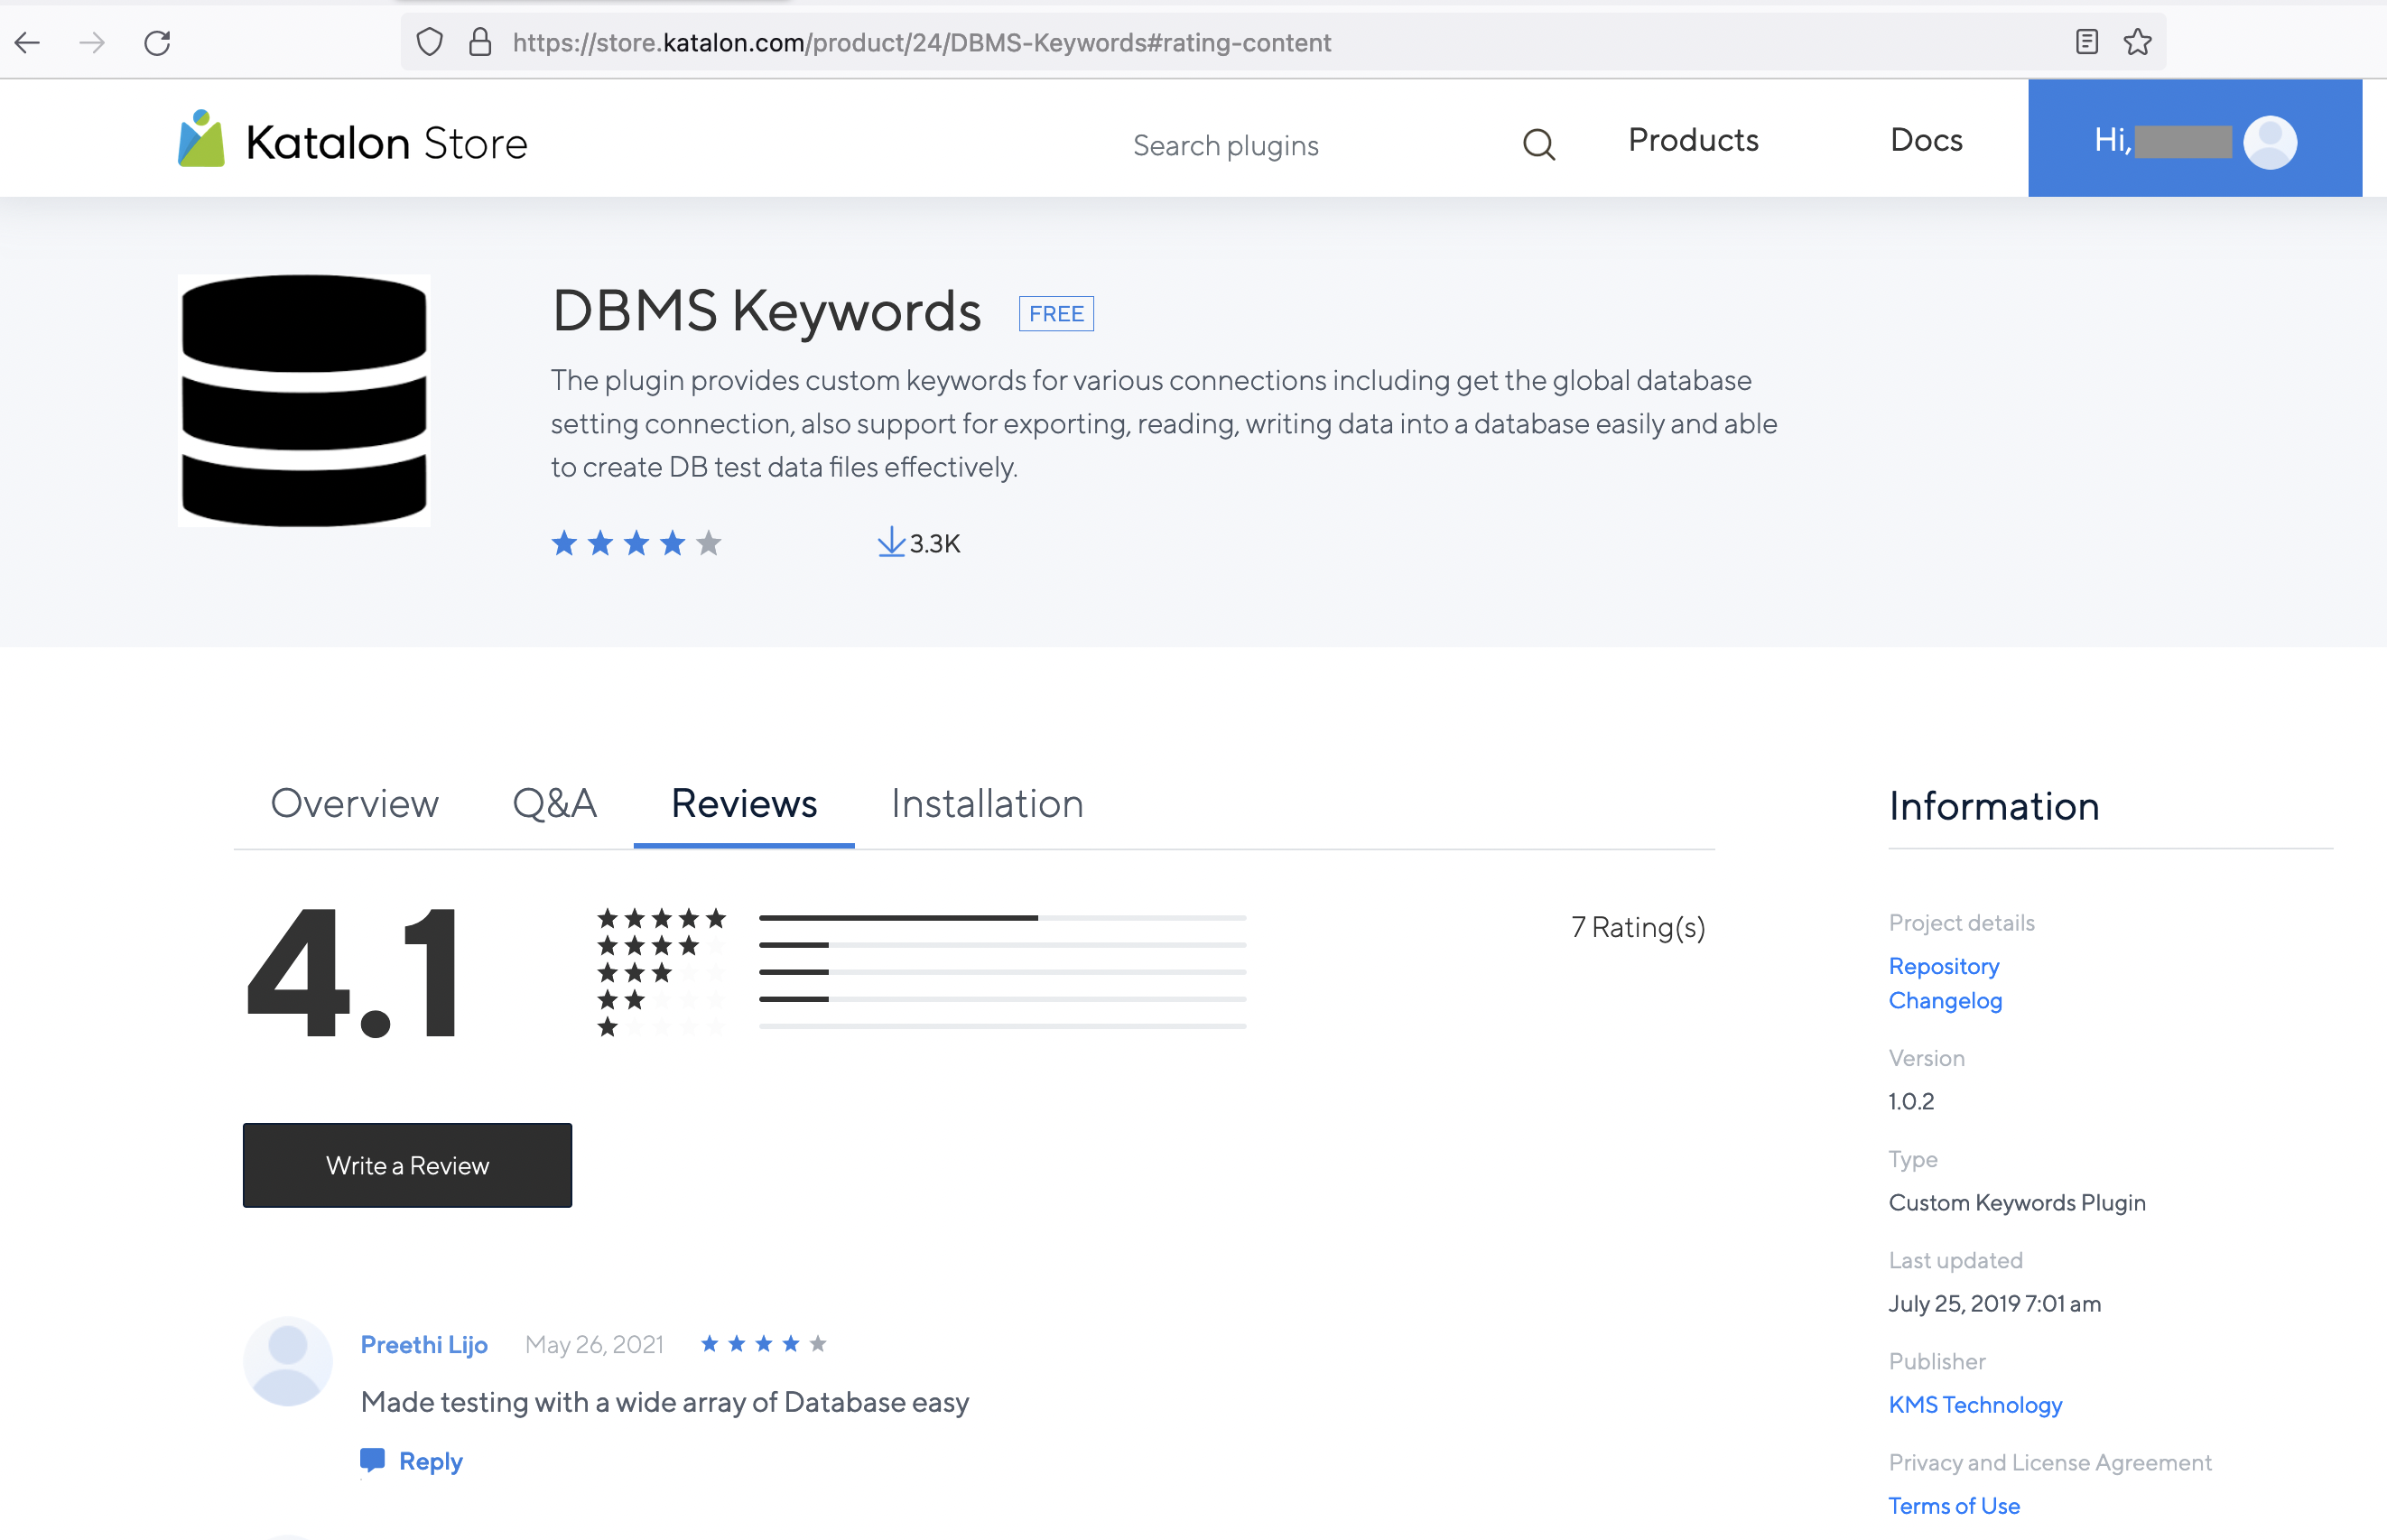 https://store.katalon.com/product/24/DBMS-Keywords#rating-content
Katalon Store
Search plugins
Products
Docs
Hi,
DBMS Keywords
FREE
The plugin provides custom keywords for various connections including get the global database
setting connection, also support for exporting, reading, writing data into a database easily and able
to create DB test data files effectively.
3.3K
Overview
Q&A
Reviews
Installation
4.1
7 Rating(s)
Write a Review
Preethi Lijo May 26, 2021
Made testing with a wide array of Database easy
Reply
Information
Project details
Repository
Changelog
Version
1.0.2
Type
Custom Keywords Plugin
Last updated
July 25, 2019 7:01 am
Publisher
KMS Technology
Privacy and License Agreement
Terms of Use